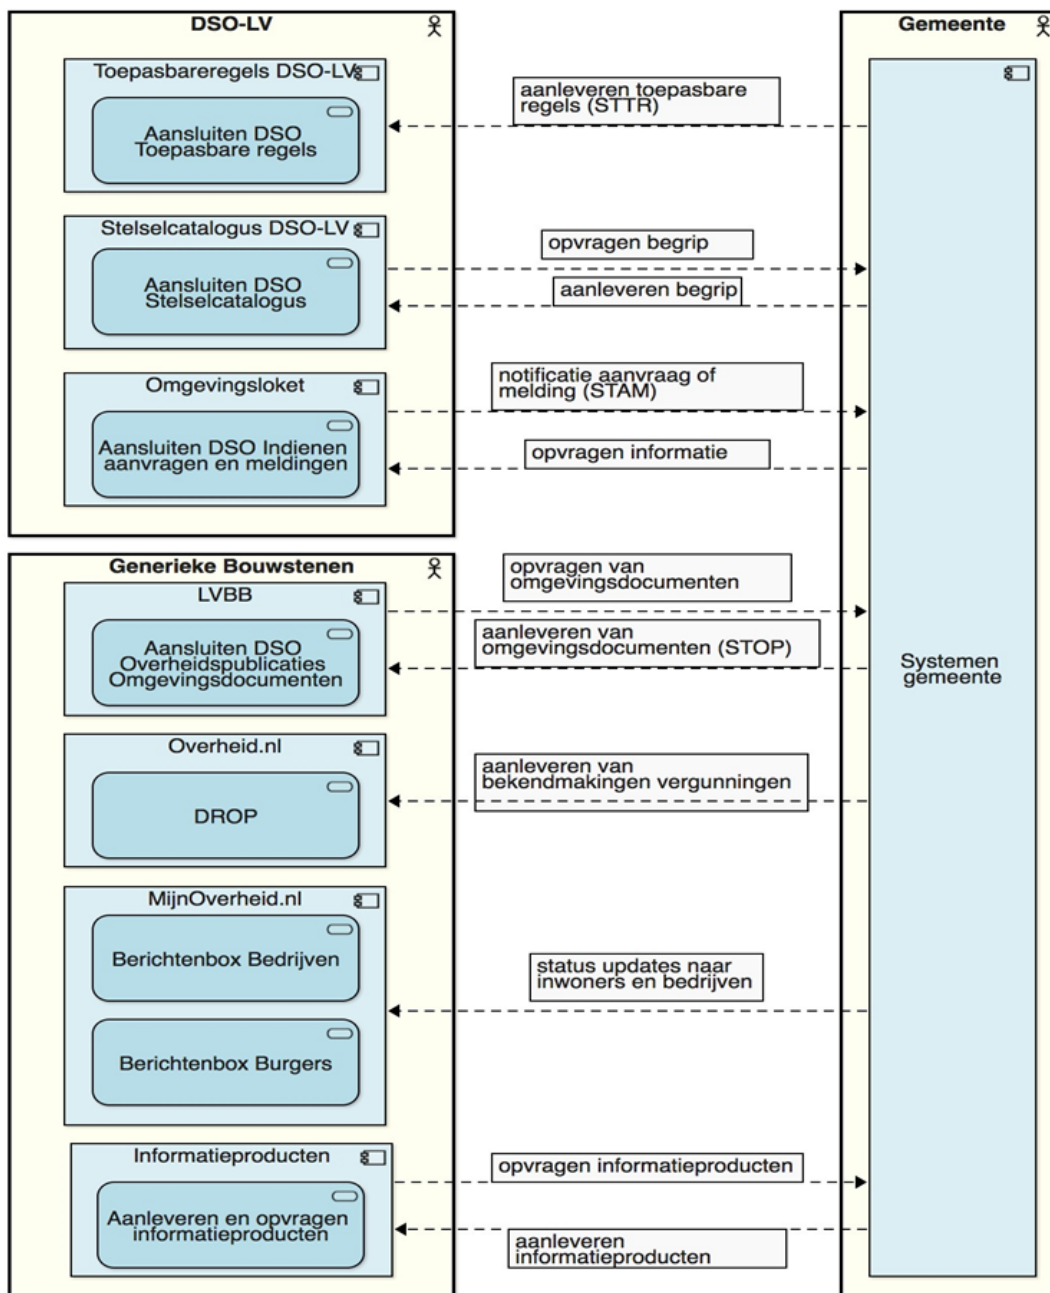 DSO-LV
Toepasbareregels DSO-LV
Aansluiten DSO
Toepasbare regels
Stelselcatalogus DSO-LV
Aansluiten DSO
Stelselcatalogus
Omgevingsloket
Aansluiten DSO Indienen
aanvragen en meldingen
Generieke Bouwstenen
LVBB
Aansluiten DSO
Overheidspublicaties
Omgevingsdocumenten
Overheid.nl
DROP
MijnOverheid.nl
Berichtenbox Bedrijven
Berichtenbox Burgers
Informatieproducten
Aanleveren en opvragen
informatieproducten
aanleveren toepasbare
regels (STTR)
opvragen begrip
aanleveren begrip
notificatie aanvraag of
melding (STAM)
opvragen informatie
opvragen van
omgevingsdocumenten
aanleveren van
omgevingsdocumenten (STOP)
aanleveren van
bekendmakingen vergunningen
status updates naar
inwoners en bedrijven
opvragen informatieproducten
aanleveren
informatieproducten
Gemeente
Systemen
gemeente